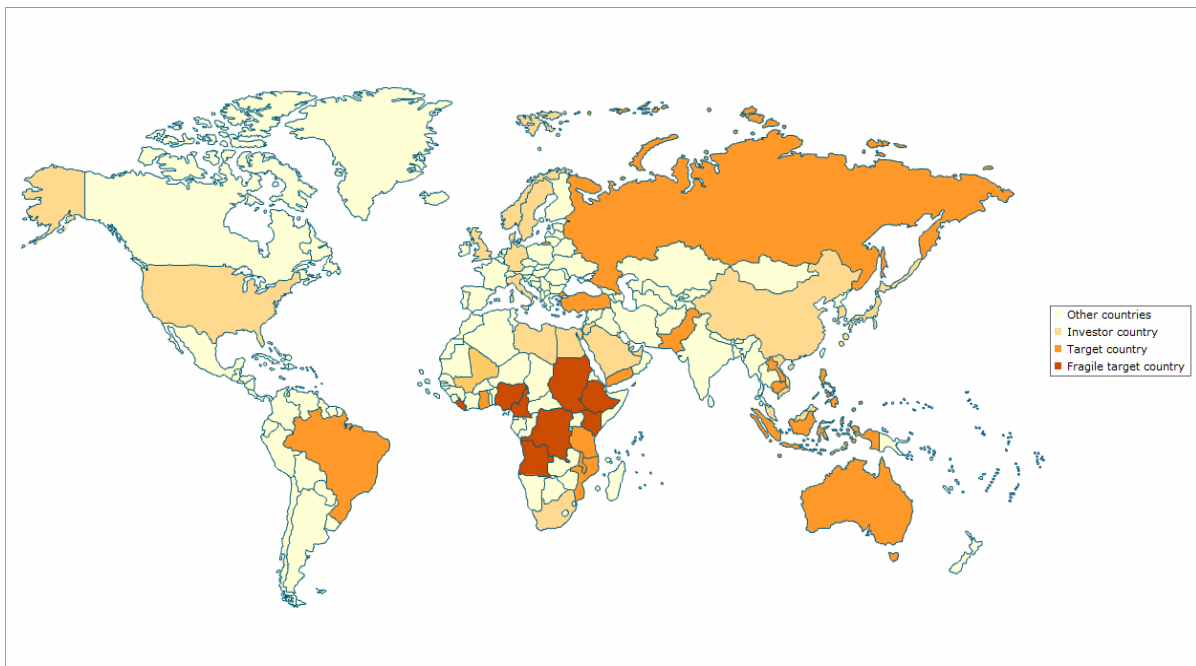 Other countries
Investor country
Target country
Fragile target country